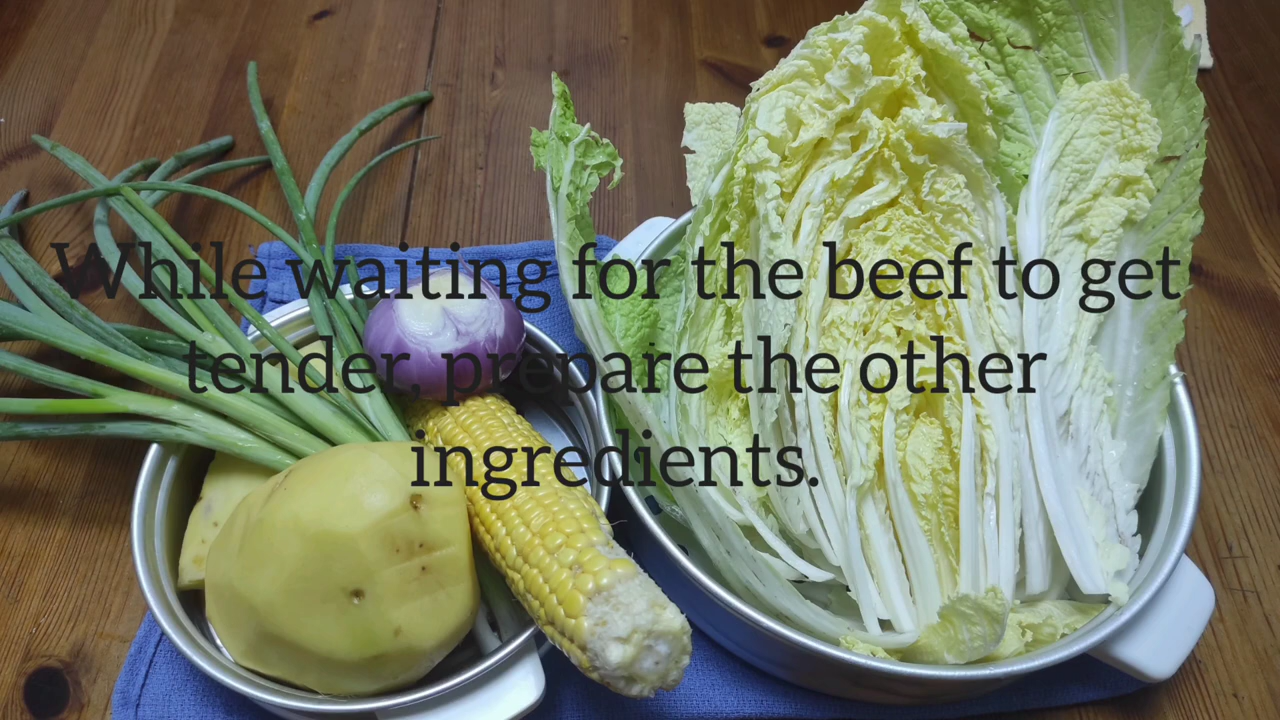 While waiting for the beef to get
tender, prepare the other
ingredients.